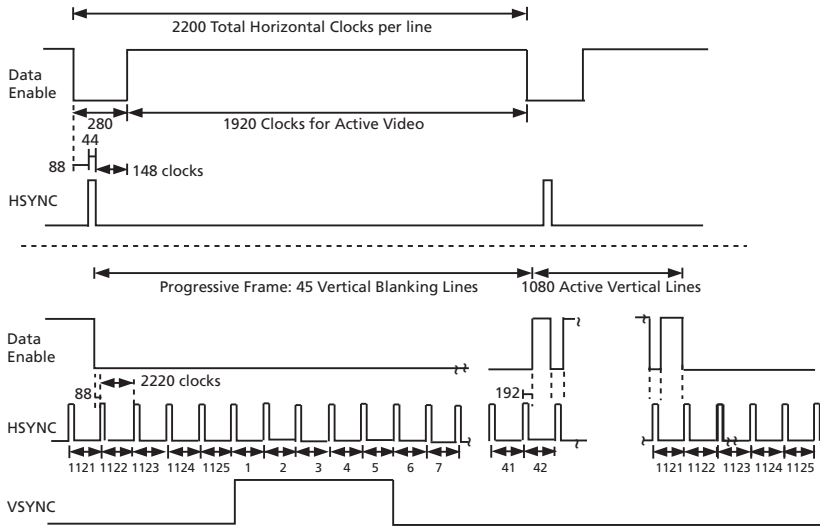 2200 Total Horizontal Clocks per line
Data
Enable
280
1920 Clocks for Active Video
44
88
148 clocks
HSYNC
Progressive Frame: 45 Vertical Blanking Lines
1080 Active Vertical Lines
Data
Enable
2220 clocks
88
192
HSYNC
1121 1122 1123 1124 1125 1 2 3 4 5 6 7 41 42 1121 1122 1123 1124 1125
VSYNC